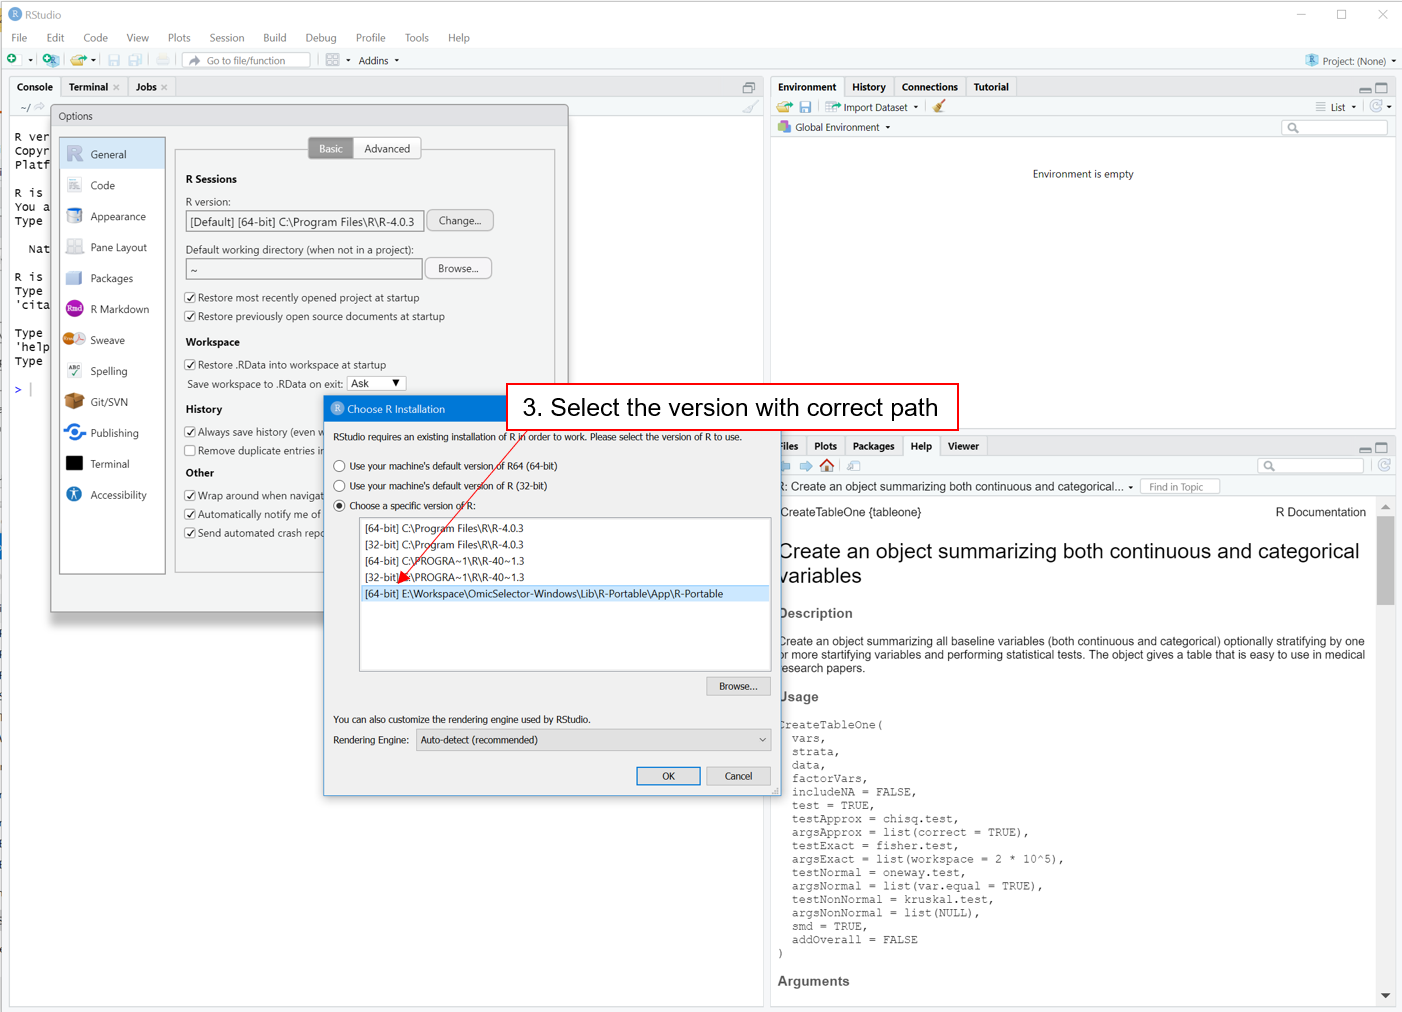 RStudio
File Edit Code View Plots Session Build Debug Profile Tools Help
Go to file/function Addins Project: (None)
Console Terminal Jobs
~/
R ver
Copyr
Platf
R is
You a
Type
Nat
R is
Type
'cita
Type
'help
Type
>
Options
General
Code
Appearance
Pane Layout
Packages
Rmd R Markdown
Sweave
ABC Spelling
Git/SVN
Publishing
Terminal
Accessibility
Basic Advanced
R Sessions
R version:
[Default] [64-bit] C:\Program Files\R\R-4.0.3 Change...
Default working directory (when not in a project):
~ Browse...
Restore most recently opened project at startup
Restore previously open source documents at startup
Workspace
Restore .RData into workspace at startup
Save workspace to .RData on exit: Ask
History
Always save history (even w
Remove duplicate entries i
Other
Wrap around when navigat
Automatically notify me of
Send automated crash repo
3. Select the version with correct path
Choose R Installation
RStudio requires an existing installation of R in order to work. Please select the version of R to use.
Use your machine's default version of R64 (64-bit)
Use your machine's default version of R (32-bit)
Choose a specific version of R:
[64-bit] C:\Program Files\R\R-4.0.3
[32-bit] C:\Program Files\R\R-4.0.3
[64-bit] C:\PROGRA~1\R\R-40~1.3
[32-bit] C:\PROGRA~1\R\R-40~1.3
[64-bit] E:\Workspace\OmicSelector-Windows\Lib\R-Portable\App\R-Portable
Browse...
You can also customize the rendering engine used by RStudio.
Rendering Engine: Auto-detect (recommended)
OK Cancel
Environment History Connections Tutorial
Import Dataset List
Global Environment
Environment is empty
iles Plots Packages Help Viewer
R: Create an object summarizing both continuous and categorical... Find in Topic
CreateTableOne {tableone} R Documentation
Create an object summarizing both continuous and categorical
variables
Description
Create an object summarizing all baseline variables (both continuous and categorical) optionally stratifying by one
or more startifying variables and performing statistical tests. The object gives a table that is easy to use in medical
research papers.
Usage
CreateTableOne(
vars,
strata,
data,
factorVars,
includeNA = FALSE,
test = TRUE,
testApprox = chisq.test,
argsApprox = list(correct = TRUE),
testExact = fisher.test,
argsExact = list(workspace = 2 * 10^5),
testNormal = oneway.test,
argsNormal = list(var.equal = TRUE),
testNonNormal = kruskal.test,
argsNonNormal = list(NULL),
smd = TRUE,
addOverall = FALSE
)
Arguments